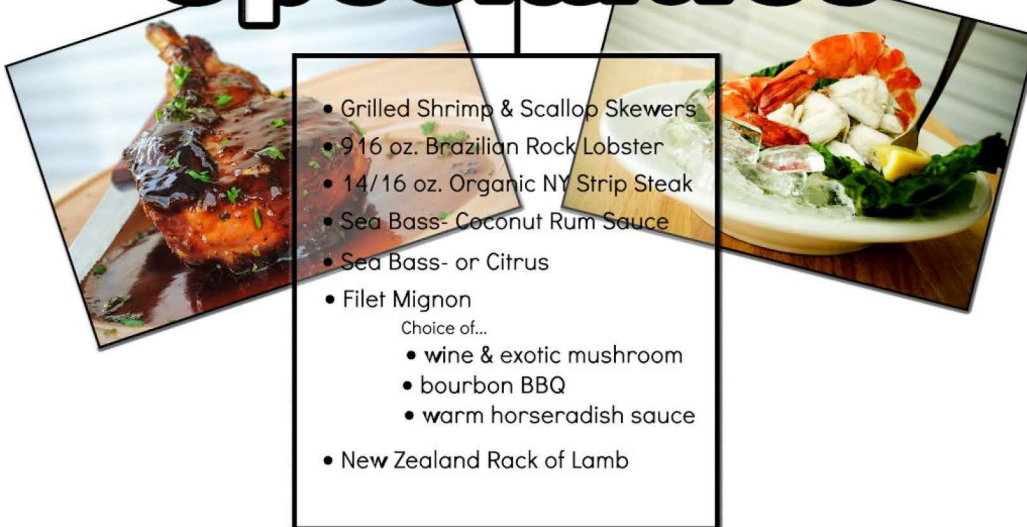 Specialties
• Grilled Shrimp & Scallop Skewers
• 916 oz. Brazilian Rock Lobster
• 14/16 oz. Organic NY Strip Steak
• Sea Bass- Coconut Rum Sauce
• Sea Bass- or Citrus
• Filet Mignon
Choice of...
• wine & exotic mushroom
• bourbon BBQ
• warm horseradish sauce
• New Zealand Rack of Lamb